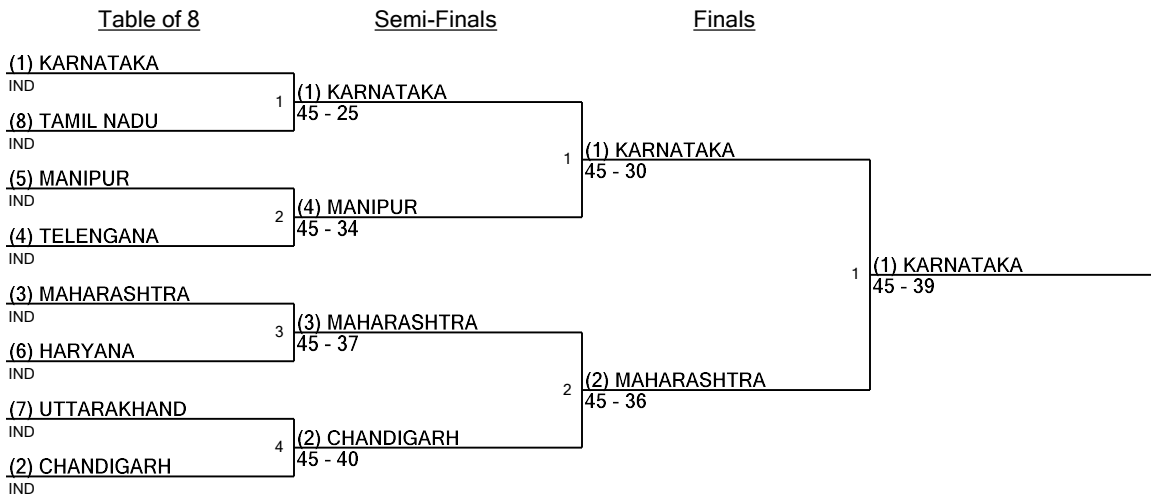 Table of 8 Semi-Finals Finals
(1) KARNATAKA
IND
1
(8) TAMIL NADU
IND
(5) MANIPUR
IND
2
(4) TELENGANA
IND
(3) MAHARASHTRA
IND
3
(6) HARYANA
IND
(7) UTTARAKHAND
IND
4
(2) CHANDIGARH
IND
(1) KARNATAKA
45 - 25
1
(4) MANIPUR
45 - 34
(3) MAHARASHTRA
45 - 37
2
(2) CHANDIGARH
45 - 40
(1) KARNATAKA
45 - 30
1
(2) MAHARASHTRA
45 - 36
(1) KARNATAKA
45 - 39